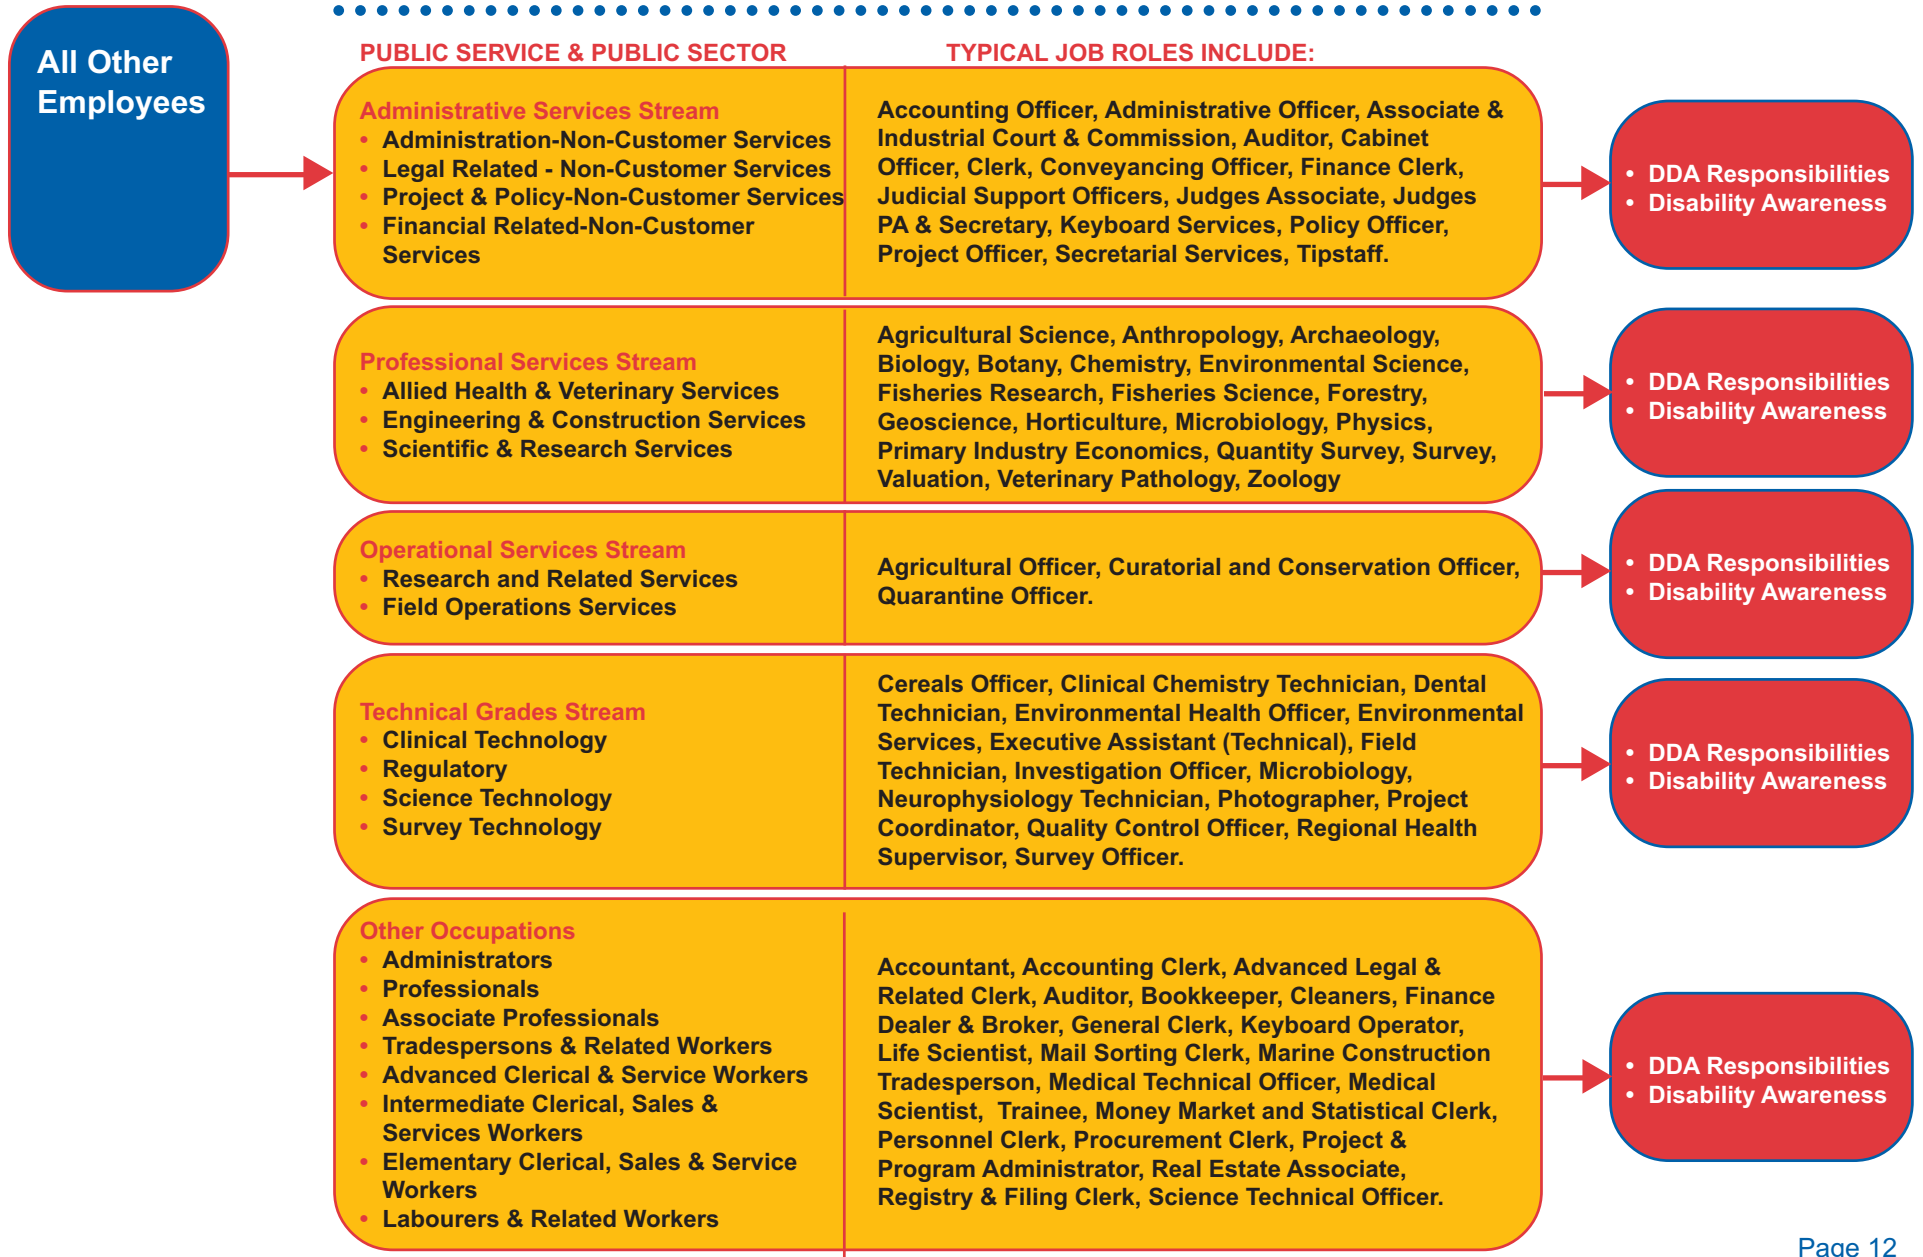 All Other
Employees
PUBLIC SERVICE & PUBLIC SECTOR
TYPICAL JOB ROLES INCLUDE:
Administrative Services Stream
• Administration-Non-Customer Services
• Legal Related - Non-Customer Services
• Project & Policy-Non-Customer Services
• Financial Related-Non-Customer
Services
Accounting Officer, Administrative Officer, Associate &
Industrial Court & Commission, Auditor, Cabinet
Officer, Clerk, Conveyancing Officer, Finance Clerk,
Judicial Support Officers, Judges Associate, Judges
PA & Secretary, Keyboard Services, Policy Officer,
Project Officer, Secretarial Services, Tipstaff.
• DDA Responsibilities
• Disability Awareness
Professional Services Stream
• Allied Health & Veterinary Services
• Engineering & Construction Services
• Scientific & Research Services
Agricultural Science, Anthropology, Archaeology,
Biology, Botany, Chemistry, Environmental Science,
Fisheries Research, Fisheries Science, Forestry,
Geoscience, Horticulture, Microbiology, Physics,
Primary Industry Economics, Quantity Survey, Survey,
Valuation, Veterinary Pathology, Zoology
• DDA Responsibilities
• Disability Awareness
Operational Services Stream
• Research and Related Services
• Field Operations Services
Agricultural Officer, Curatorial and Conservation Officer,
Quarantine Officer.
• DDA Responsibilities
• Disability Awareness
Technical Grades Stream
• Clinical Technology
• Regulatory
• Science Technology
• Survey Technology
Cereals Officer, Clinical Chemistry Technician, Dental
Technician, Environmental Health Officer, Environmental
Services, Executive Assistant (Technical), Field
Technician, Investigation Officer, Microbiology,
Neurophysiology Technician, Photographer, Project
Coordinator, Quality Control Officer, Regional Health
Supervisor, Survey Officer.
• DDA Responsibilities
• Disability Awareness
Other Occupations
• Administrators
• Professionals
• Associate Professionals
• Tradespersons & Related Workers
• Advanced Clerical & Service Workers
• Intermediate Clerical, Sales &
Services Workers
• Elementary Clerical, Sales & Service
Workers
• Labourers & Related Workers
Accountant, Accounting Clerk, Advanced Legal &
Related Clerk, Auditor, Bookkeeper, Cleaners, Finance
Dealer & Broker, General Clerk, Keyboard Operator,
Life Scientist, Mail Sorting Clerk, Marine Construction
Tradesperson, Medical Technical Officer, Medical
Scientist, Trainee, Money Market and Statistical Clerk,
Personnel Clerk, Procurement Clerk, Project &
Program Administrator, Real Estate Associate,
Registry & Filing Clerk, Science Technical Officer.
• DDA Responsibilities
• Disability Awareness
Page 12